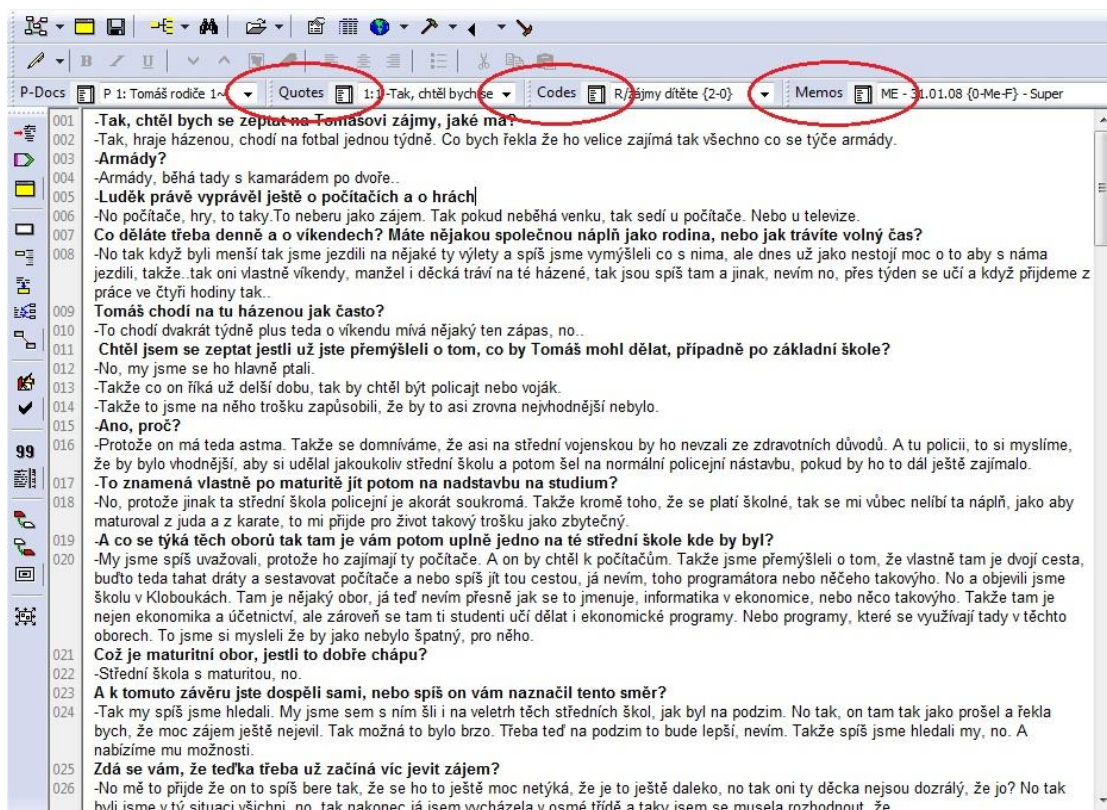 B I U
P-Docs P 1: Tomáš rodiče 1~ Quotes 1:1 -Tak, chtěl bych se Codes R/zájmy dítěte {2-0} Memos ME - 31.01.08 {0-Me-F} - Super
001 -Tak, chtěl bych se zeptat na Tomášovi zájmy, jaké má?
002 -Tak, hraje házenou, chodí na fotbal jednou týdně. Co bych řekla že ho velice zajímá tak všechno co se týče armády.
003 -Armády?
004 -Armády, běhá tady s kamarádem po dvoře..
005 -Luděk právě vyprávěl ještě o počítačích a o hrách
006 -No počítače, hry, to taky.To neberu jako zájem. Tak pokud neběhá venku, tak sedí u počítače. Nebo u televize.
007 Co děláte třeba denně a o víkendech? Máte nějakou společnou náplň jako rodina, nebo jak trávíte volný čas?
008 -No tak když byli menší tak jsme jezdili na nějaké ty výlety a spíš jsme vymýšleli co s nima, ale dnes už jako nestojí moc o to aby s náma
jezdili, takže..tak oni vlastně víkendy, manžel i děcká tráví na té házené, tak jsou spíš tam a jinak, nevím no, přes týden se učí a když přijdeme z
práce ve čtyři hodiny tak..
009 Tomáš chodí na tu házenou jak často?
010 -To chodí dvakrát týdně plus teda o víkendu mívá nějaký ten zápas, no..
011 Chtěl jsem se zeptat jestli už jste přemýšleli o tom, co by Tomáš mohl dělat, případně po základní škole?
012 -No, my jsme se ho hlavně ptali.
013 -Takže co on říká už delší dobu, tak by chtěl být policajt nebo voják.
014 -Takže to jsme na něho trošku zapůsobili, že by to asi zrovna nejvhodnější nebylo.
015 -Ano, proč?
016 -Protože on má teda astma. Takže se domníváme, že asi na střední vojenskou by ho nevzali ze zdravotních důvodů. A tu policii, to si myslíme,
že by bylo vhodnější, aby si udělal jakoukoliv střední školu a potom šel na normální policejní nástavbu, pokud by ho to dál ještě zajímalo.
017 -To znamená vlastně po maturitě jít potom na nadstavbu na studium?
018 -No, protože jinak ta střední škola policejní je akorát soukromá. Takže kromě toho, že se platí školné, tak se mi vůbec nelíbí ta náplň, jako aby
maturoval z juda a z karate, to mi přijde pro život takový trošku jako zbytečný.
019 -A co se týká těch oborů tak tam je vám potom uplně jedno na té střední škole kde by byl?
020 -My jsme spíš uvažovali, protože ho zajímají ty počítače. A on by chtěl k počítačům. Takže jsme přemýšleli o tom, že vlastně tam je dvojí cesta,
buďto teda tahat dráty a sestavovat počítače a nebo spíš jít tou cestou, já nevím, toho programátora nebo něčeho takovýho. No a objevili jsme
školu v Kloboukách. Tam je nějaký obor, já teď nevím přesně jak se to jmenuje, informatika v ekonomice, nebo něco takovýho. Takže tam je
nejen ekonomika a účetnictví, ale zároveň se tam ti studenti učí dělat i ekonomické programy. Nebo programy, které se využívají tady v těchto
oborech. To jsme si mysleli že by jako nebylo špatný, pro něho.
021 Což je maturitní obor, jestli to dobře chápu?
022 -Střední škola s maturitou, no.
023 A k tomuto závěru jste dospěli sami, nebo spíš on vám naznačil tento směr?
024 -Tak my spíš jsme hledali. My jsme sem s ním šli i na veletrh těch středních škol, jak byl na podzim. No tak, on tam tak jako prošel a řekla
bych, že moc zájem ještě nejevil. Tak možná to bylo brzo. Třeba teď na podzim to bude lepší, nevím. Takže spíš jsme hledali my, no. A
nabízíme mu možnosti.
025 Zdá se vám, že teďka třeba už začíná víc jevit zájem?
026 -No mě to přijde že on to spíš bere tak, že se ho to ještě moc netýká, že je to ještě daleko, no tak oni ty děcka nejsou dozrálý, že jo? No tak
byli jsme v tý situaci všichni, no, tak nakonec já jsem vycházela v osmé třídě a taky jsem se musela rozhodnout, že
99